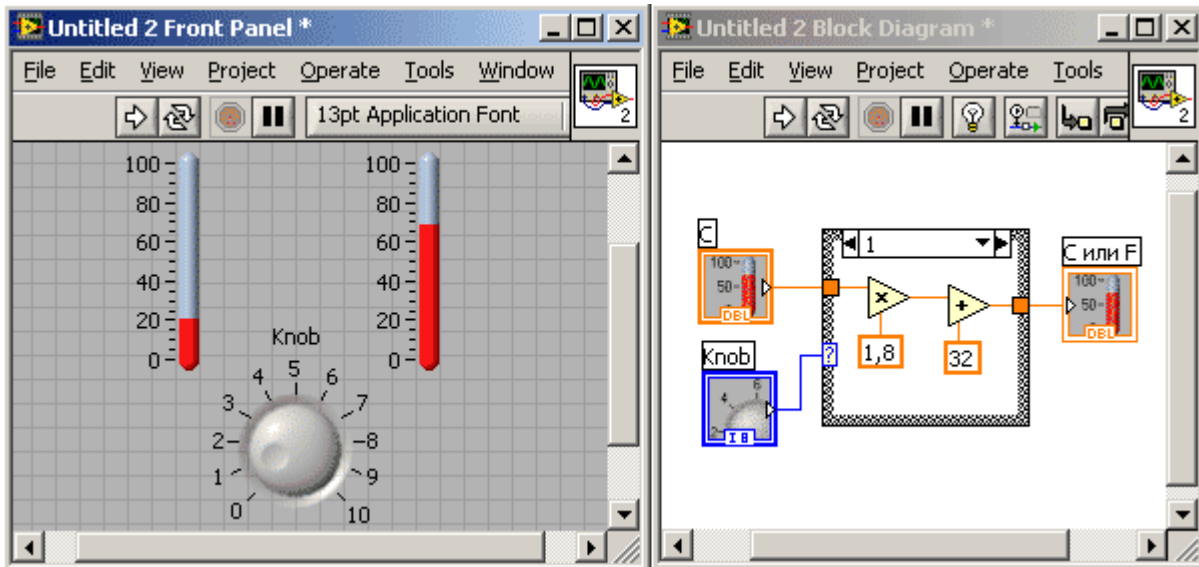 Untitled 2 Front Panel *
File Edit View Project Operate Tools Window
13pt Application Font
2
100
80
60
40
20
0
100
80
60
40
20
0
Knob
0 1 2 3 4 5 6 7 8 9 10
Untitled 2 Block Diagram *
File Edit View Project Operate Tools
2
C
100
50
DBL
Knob
4 6
2
I8
1
?
×
+
1,8
32
С или F
100
50
DBL